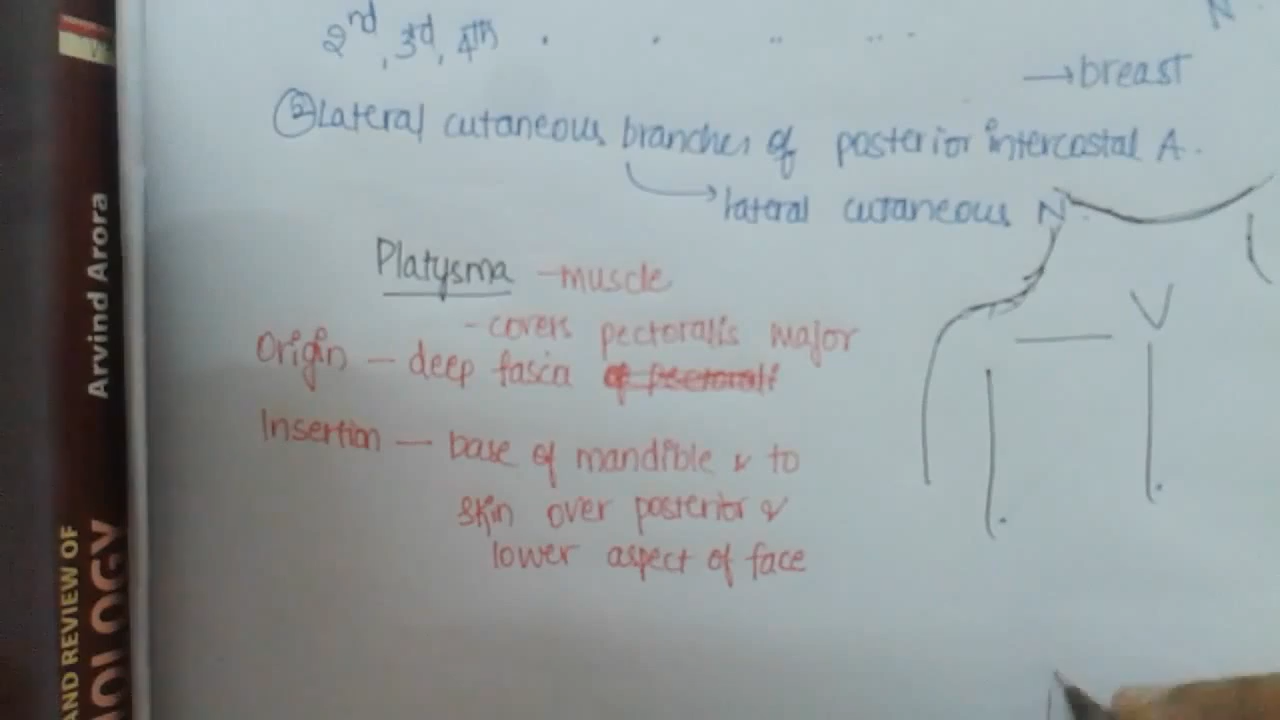 N
2nd, 3rd, 4th . . .. ...
→ breast
② Lateral cutaneous branches of posterior intercostal A.
→ lateral cutaneous N.
Platysma - muscle
- covers pectoralis major
Origin - deep fascia
Insertion - base of mandible & to
skin over posterior &
lower aspect of face
Arvind Arora
AND REVIEW OF
OLOGY